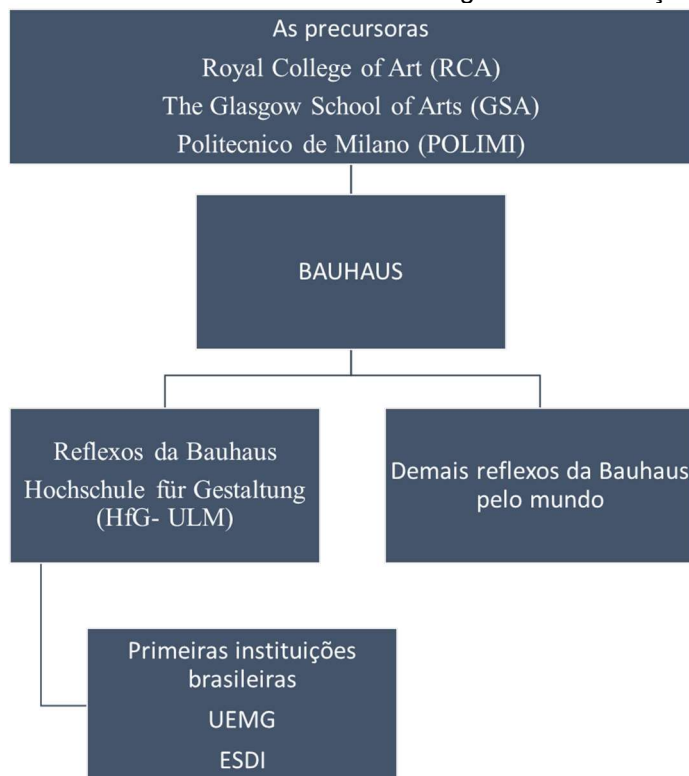 As precursoras
Royal College of Art (RCA)
The Glasgow School of Arts (GSA)
Politecnico de Milano (POLIMI)
BAUHAUS
Reflexos da Bauhaus
Hochschule für Gestaltung
(HfG- ULM)
Demais reflexos da Bauhaus
pelo mundo
Primeiras instituições
brasileiras
UEMG
ESDI